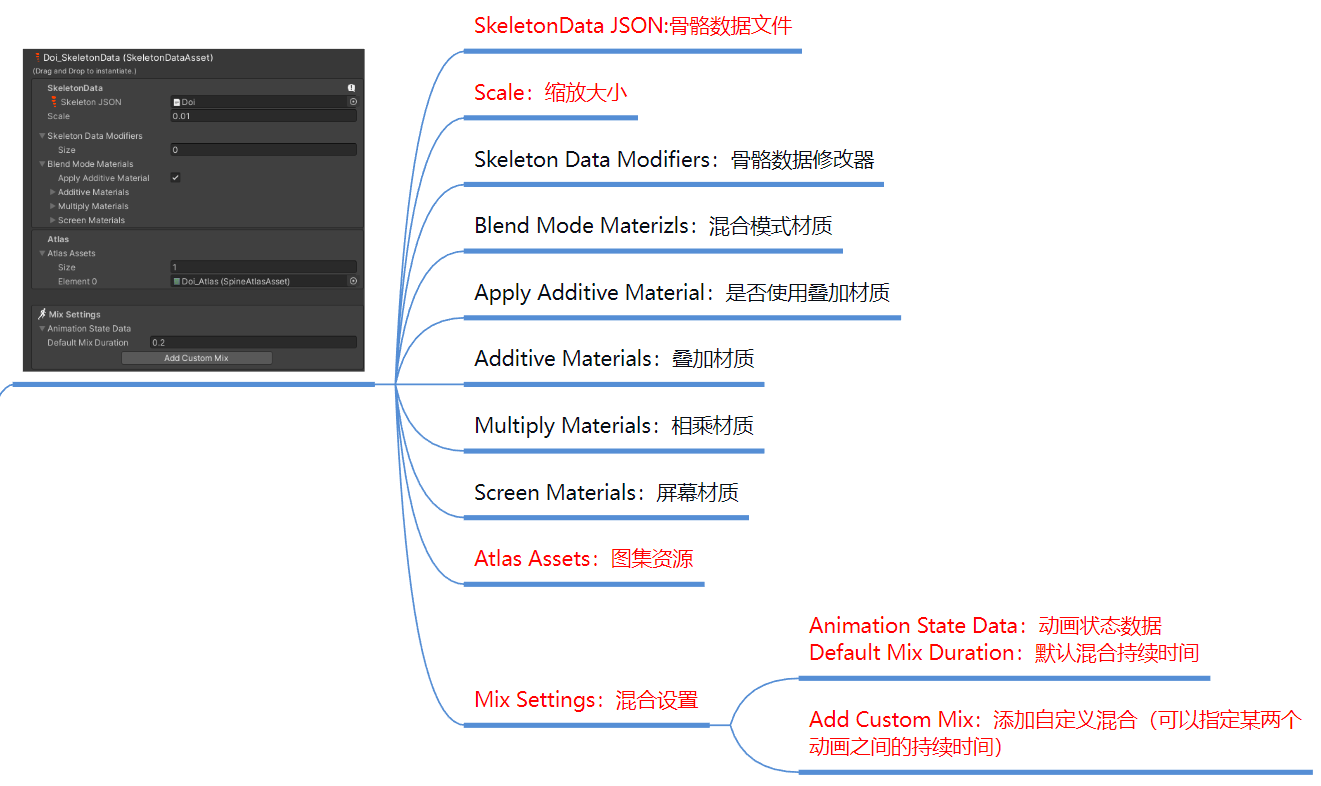 Doi_SkeletonData (SkeletonDataAsset)
(Drag and Drop to instantiate.)
SkeletonData
Skeleton JSON Doi
Scale 0.01
Skeleton Data Modifiers
Size 0
Blend Mode Materials
Apply Additive Material
Additive Materials
Multiply Materials
Screen Materials
Atlas
Atlas Assets
Size 1
Element 0 Doi_Atlas (SpineAtlasAsset)
Mix Settings
Animation State Data
Default Mix Duration 0.2
Add Custom Mix
SkeletonData JSON:骨骼数据文件
Scale：缩放大小
Skeleton Data Modifiers：骨骼数据修改器
Blend Mode Materizls：混合模式材质
Apply Additive Material：是否使用叠加材质
Additive Materials：叠加材质
Multiply Materials：相乘材质
Screen Materials：屏幕材质
Atlas Assets：图集资源
Mix Settings：混合设置
Animation State Data：动画状态数据
Default Mix Duration：默认混合持续时间
Add Custom Mix：添加自定义混合（可以指定某两个
动画之间的持续时间）